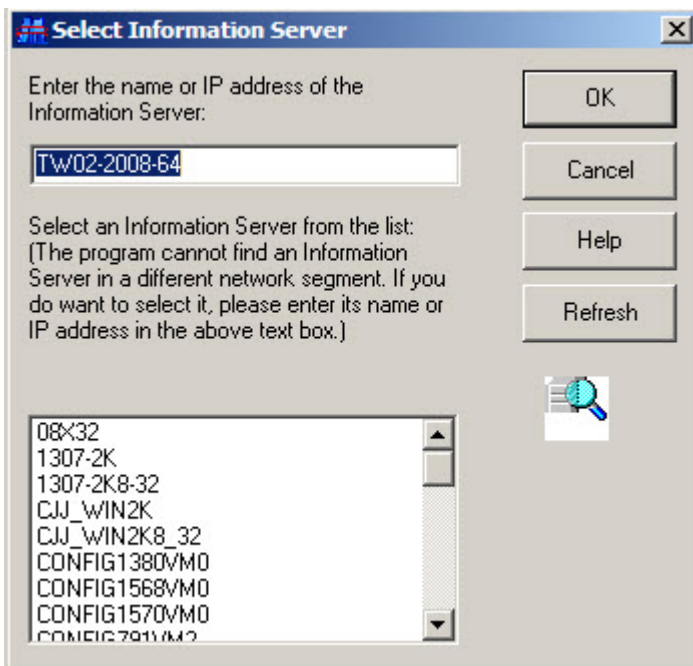 Select Information Server
Enter the name or IP address of the
Information Server:
OK
TW02-2008-64
Cancel
Select an Information Server from the list:
(The program cannot find an Information
Server in a different network segment. If you
do want to select it, please enter its name or
IP address in the above text box.)
Help
Refresh
08X32
1307-2K
1307-2K8-32
CJJ_WIN2K
CJJ_WIN2K8_32
CONFIG1380VM0
CONFIG1568VM0
CONFIG1570VM0
CONFIG791VM2